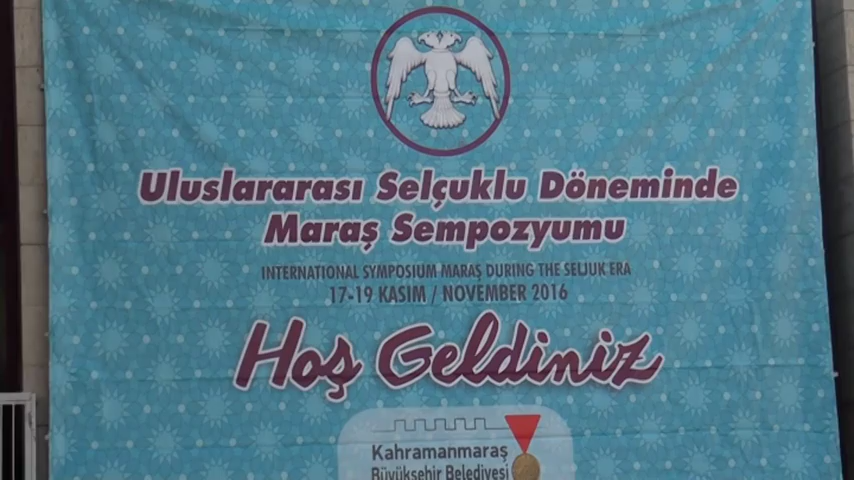 Uluslararası Selçuklu Döneminde
Maraş Sempozyumu
INTERNATIONAL SYMPOSIUM MARAŞ DURING THE SELJUK ERA
17-19 KASIM / NOVEMBER 2016
Hoş Geldiniz
Kahramanmaraş
Büyükşehir Belediyesi